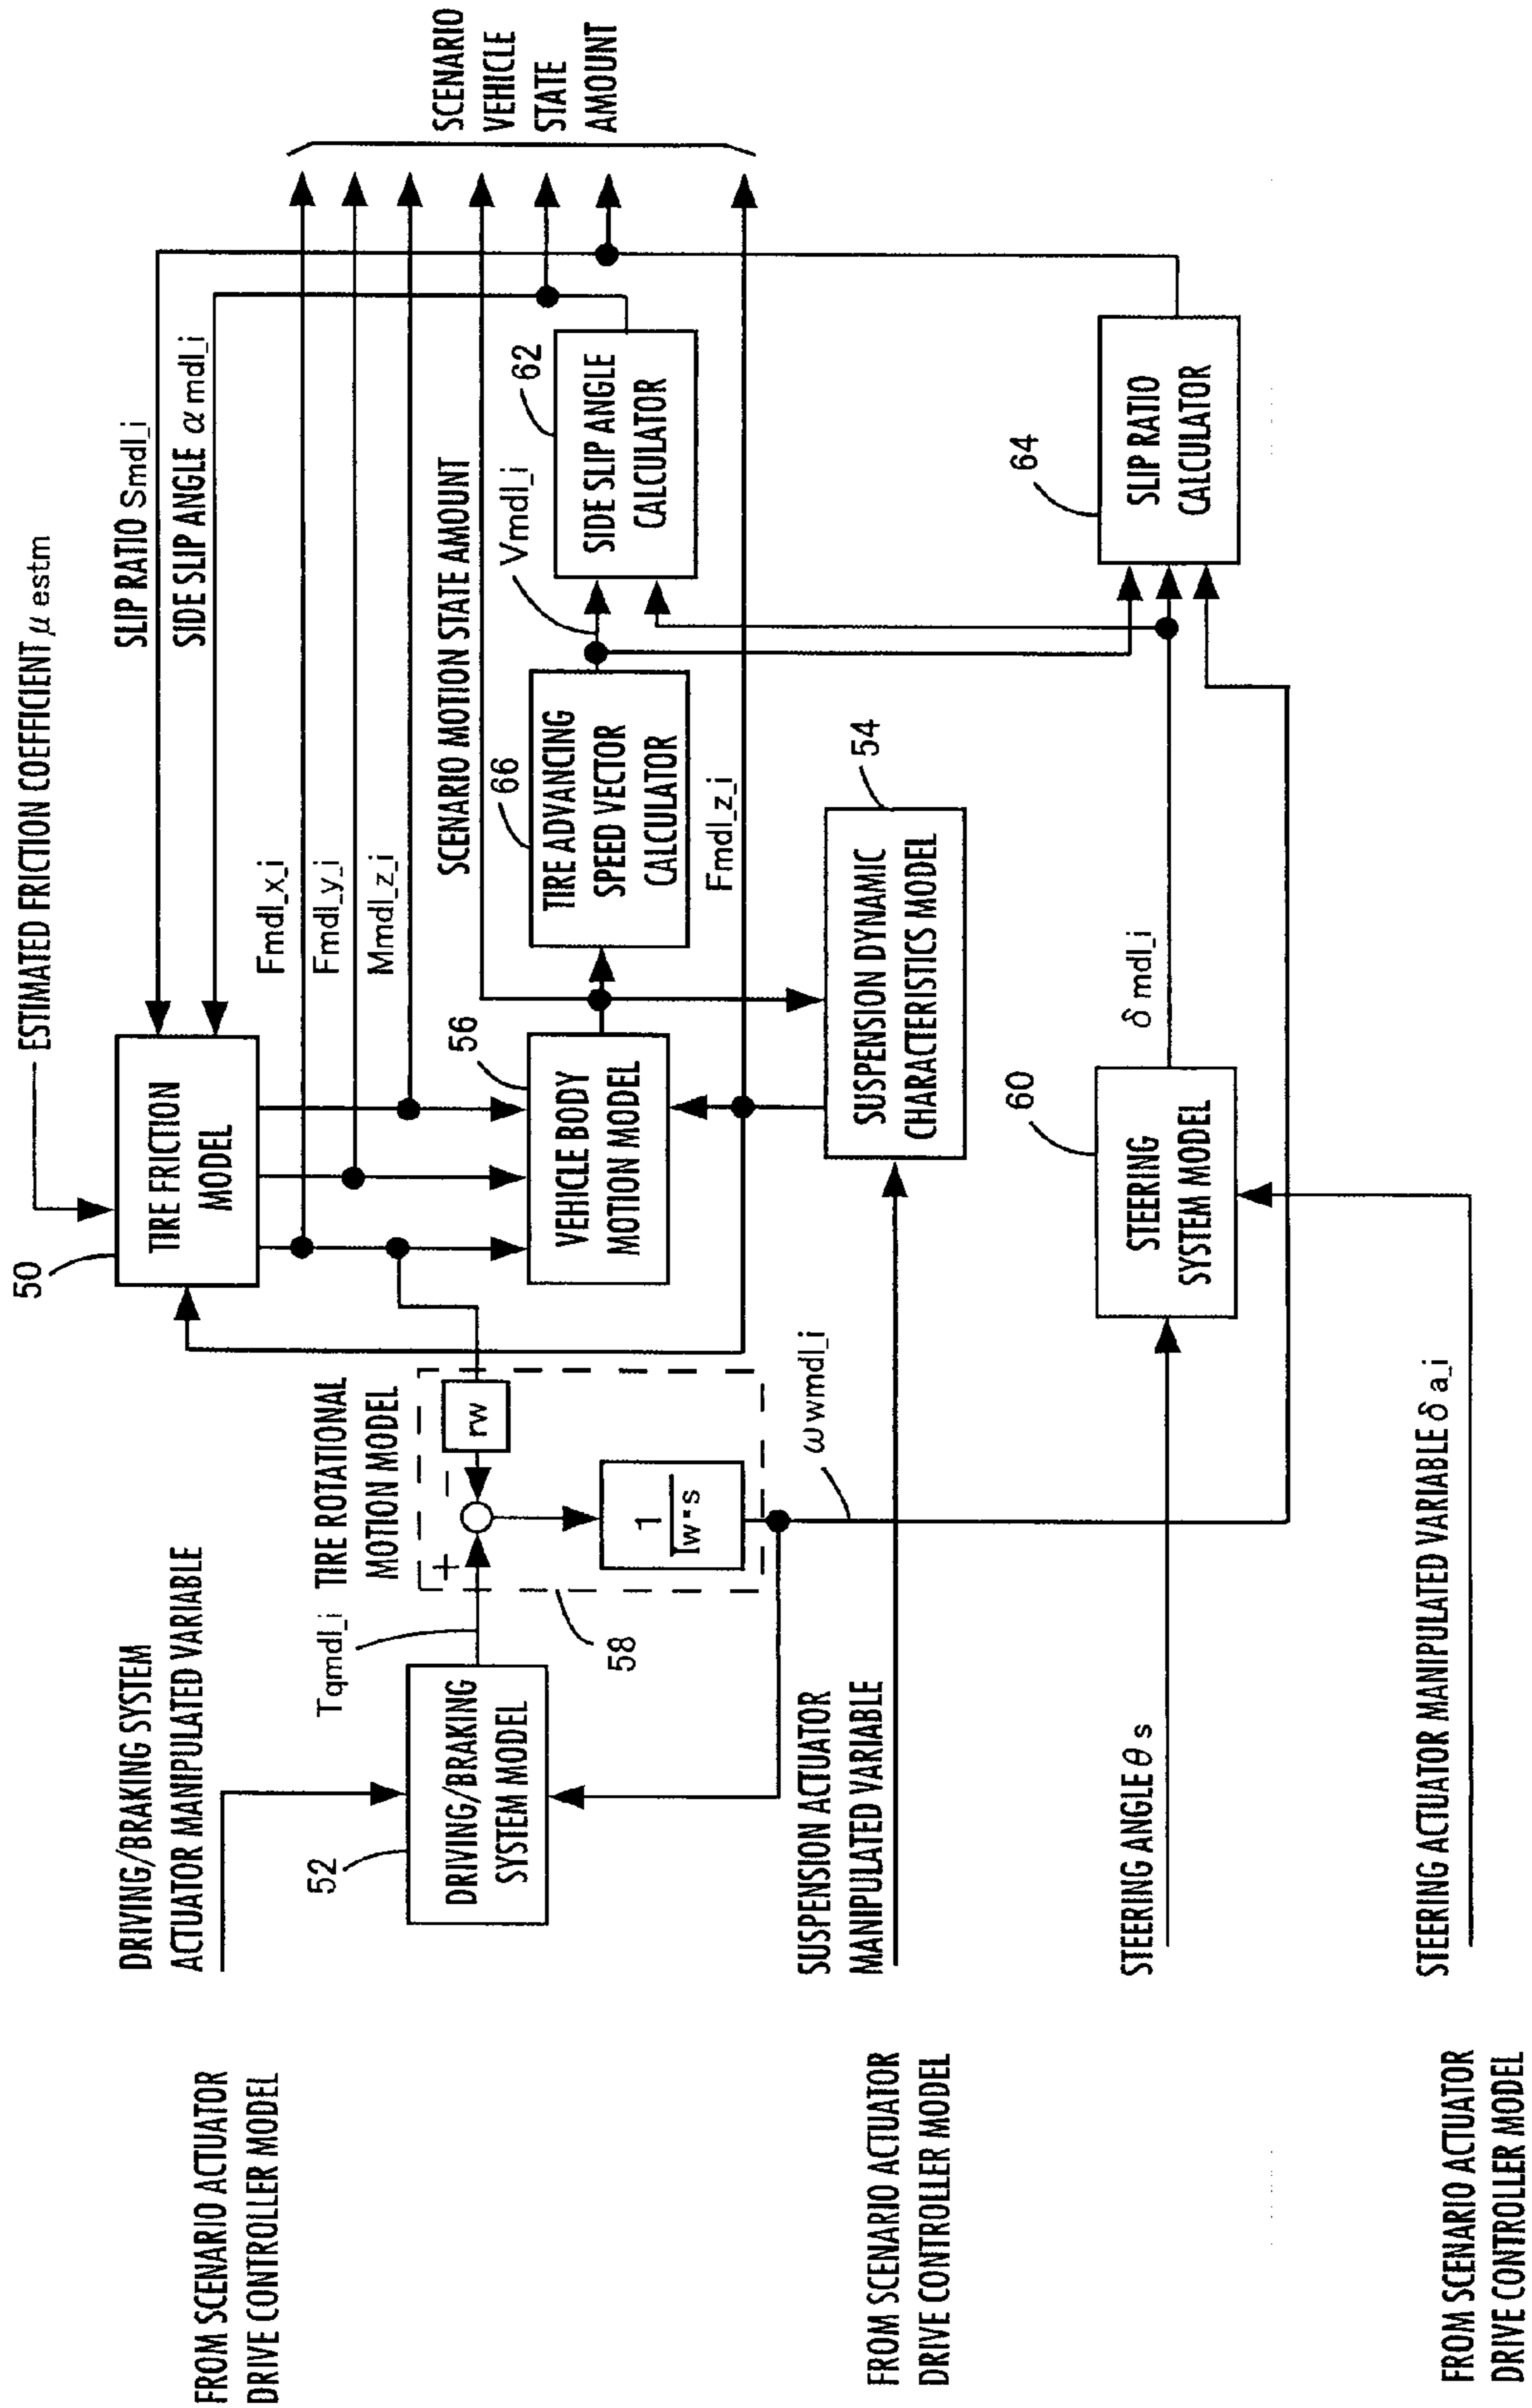 FROM SCENARIO ACTUATOR
DRIVE CONTROLLER MODEL
DRIVING/BRAKING SYSTEM
ACTUATOR MANIPULATED VARIABLE
52
DRIVING/BRAKING
SYSTEM MODEL
Tqmdl_i
TIRE ROTATIONAL
MOTION MODEL
+
−
rw
1
Iw·s
58
ωwmdl_i
50
TIRE FRICTION
MODEL
ESTIMATED FRICTION COEFFICIENT μ estm
SLIP RATIO Smdl_i
SIDE SLIP ANGLE α mdl_i
Fmdl_x_i
Fmdl_y_i
Mmdl_z_i
SCENARIO MOTION STATE AMOUNT
56
VEHICLE BODY
MOTION MODEL
66
TIRE ADVANCING
SPEED VECTOR
CALCULATOR
Vmdl_i
62
SIDE SLIP ANGLE
CALCULATOR
Fmdl_z_i
SCENARIO
VEHICLE
STATE
AMOUNT
FROM SCENARIO ACTUATOR
DRIVE CONTROLLER MODEL
SUSPENSION ACTUATOR
MANIPULATED VARIABLE
54
SUSPENSION DYNAMIC
CHARACTERISTICS MODEL
STEERING ANGLE θ s
60
STEERING
SYSTEM MODEL
δ mdl_i
64
SLIP RATIO
CALCULATOR
FROM SCENARIO ACTUATOR
DRIVE CONTROLLER MODEL
STEERING ACTUATOR MANIPULATED VARIABLE δ a_i